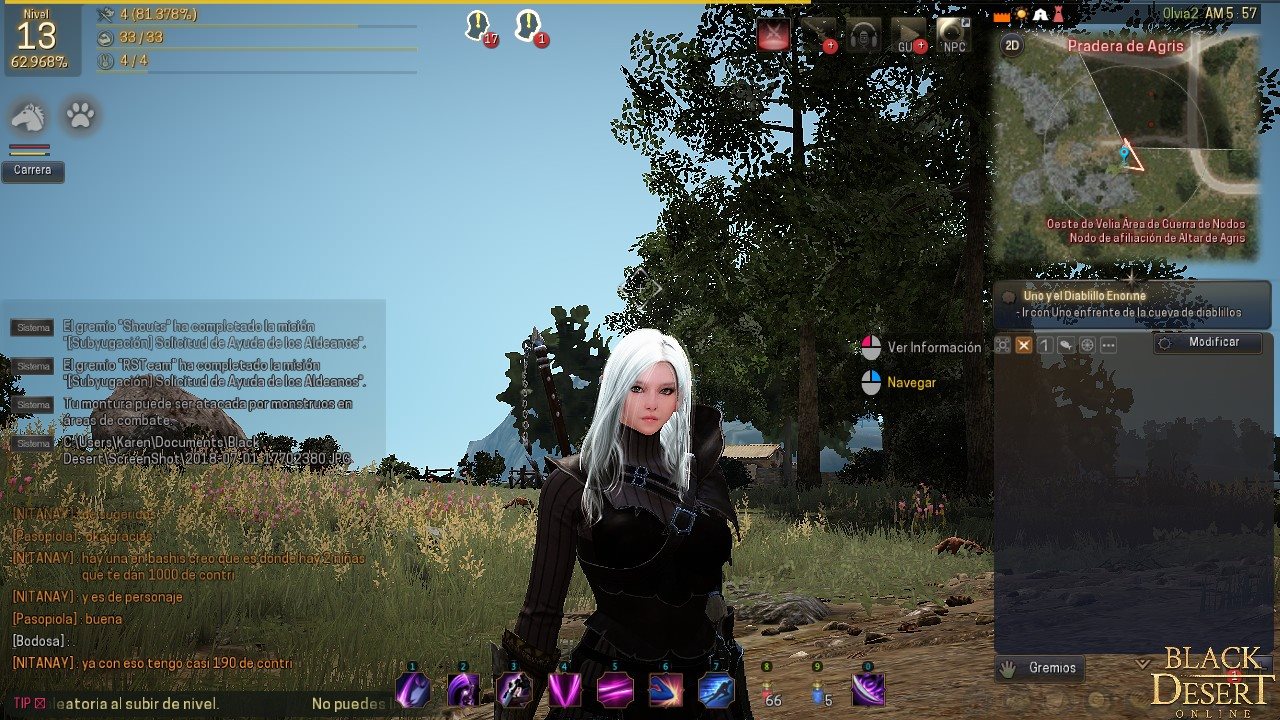 Nivel
13
62.968%
4 (81.378%)
33 / 33
4 / 4
17
1
GU
NPC
Olvia2 AM 5 : 57
2D
Pradera de Agris
Oeste de Velia Área de Guerra de Nodos
Nodo de afiliación de Altar de Agris
Carrera
Uno y el Diablillo Enorme
- Ir con Uno enfrente de la cueva de diablillos
1
Modificar
Ver Información
Navegar
Sistema El gremio "Shouts" ha completado la misión
"[Subyugación] Solicitud de Ayuda de los Aldeanos".
Sistema El gremio "RSTeam" ha completado la misión
"[Subyugación] Solicitud de Ayuda de los Aldeanos".
Sistema Tu montura puede ser atacada por monstruos en
áreas de combate.
Sistema C:\Users\Karen\Documents\Black
Desert\ScreenShot\2018-07-01_17702380.JPG
[NITANAY] :
[Pasopiola] : gracias
[NITANAY] : hay una en bashis creo que es donde hay 2 niñas
que te dan 1000 de contri
[NITANAY] : y es de personaje
[Pasopiola] : buena
[Bodosa] : .
[NITANAY] : ya con eso tengo casi 190 de contri
TIP leatoria al subir de nivel. No puedes
1 2 3 4 5 6 7 8 9 0
66
5
Gremios
BLACK
DESERT
ONLINE